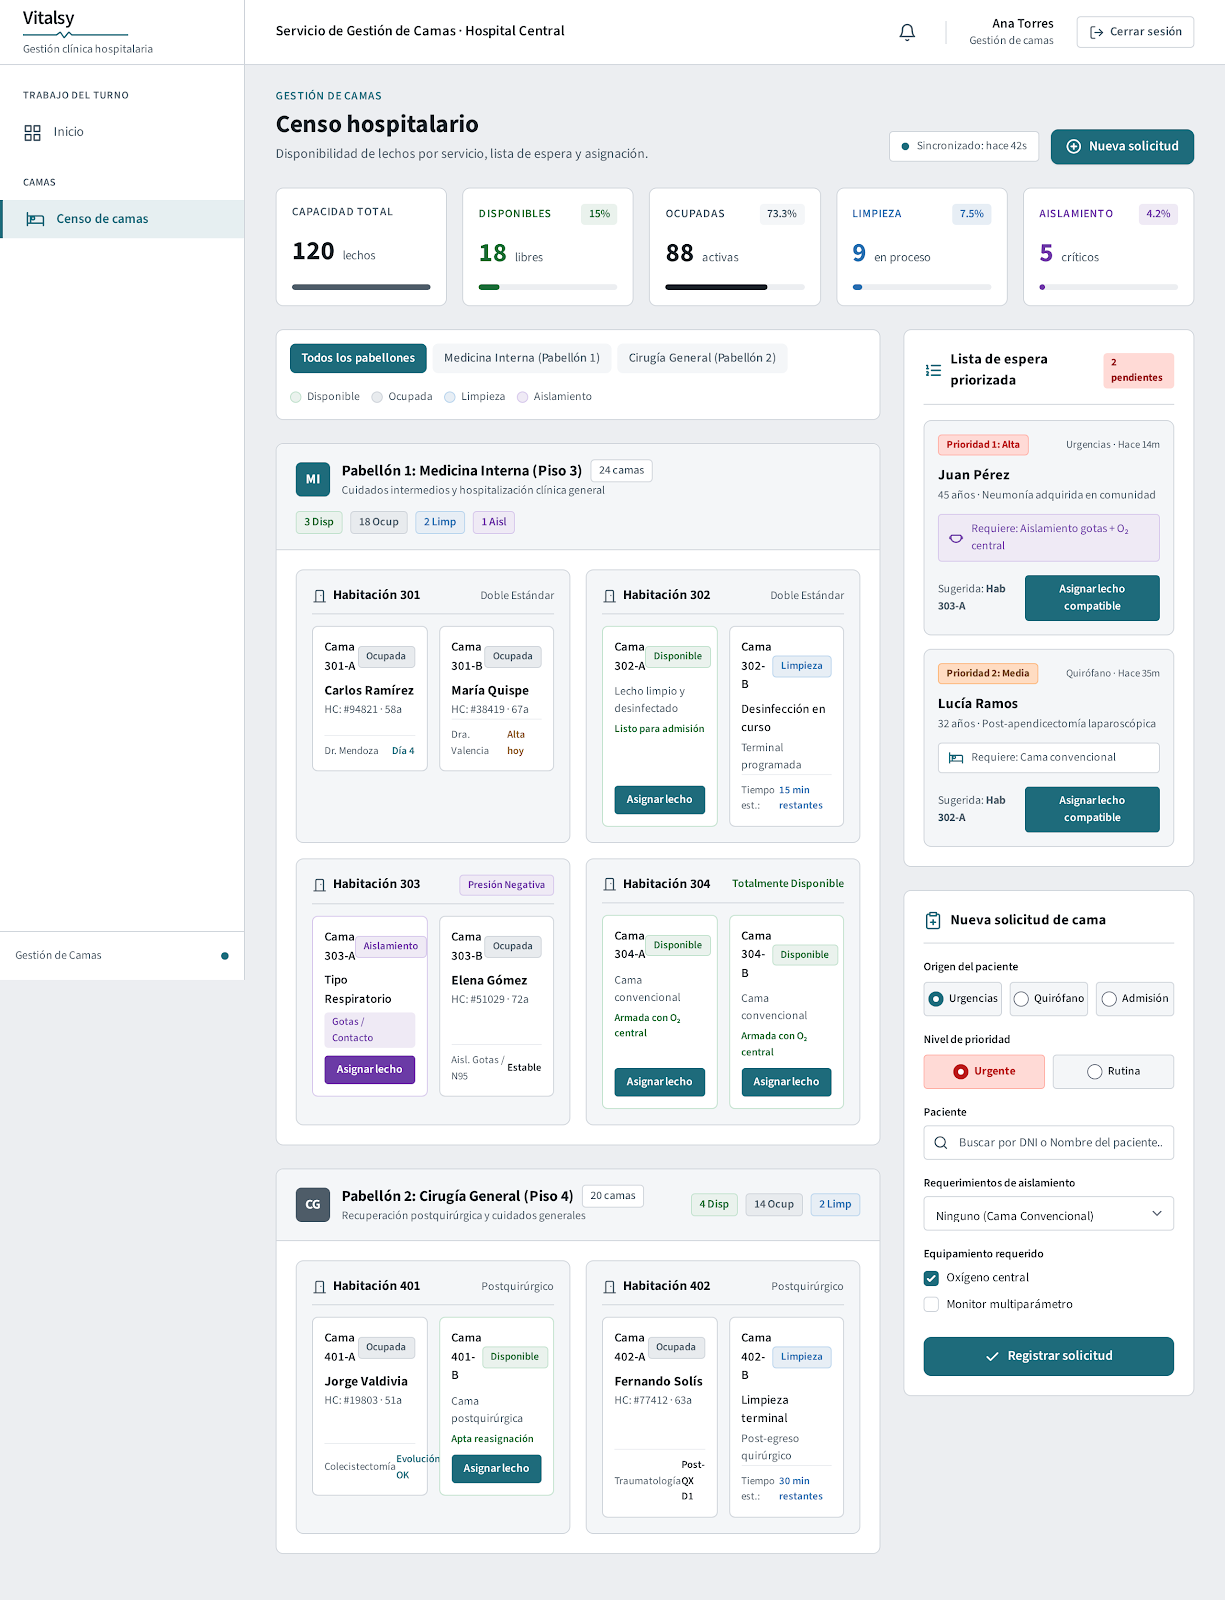 Vitalsy
Gestión clínica hospitalaria
TRABAJO DEL TURNO
Inicio
CAMAS
Censo de camas
Gestión de Camas
Servicio de Gestión de Camas · Hospital Central
Ana Torres
Gestión de camas
Cerrar sesión
GESTIÓN DE CAMAS
Censo hospitalario
Disponibilidad de lechos por servicio, lista de espera y asignación.
Sincronizado: hace 42s
Nueva solicitud
CAPACIDAD TOTAL
120 lechos
DISPONIBLES 15%
18 libres
OCUPADAS 73.3%
88 activas
LIMPIEZA 7.5%
9 en proceso
AISLAMIENTO 4.2%
5 críticos
Todos los pabellones
Medicina Interna (Pabellón 1)
Cirugía General (Pabellón 2)
Disponible
Ocupada
Limpieza
Aislamiento
MI
Pabellón 1: Medicina Interna (Piso 3)
24 camas
Cuidados intermedios y hospitalización clínica general
3 Disp
18 Ocup
2 Limp
1 Aisl
Habitación 301
Doble Estándar
Cama
301-A
Ocupada
Carlos Ramírez
HC: #94821 · 58a
Dr. Mendoza
Día 4
Cama
301-B
Ocupada
María Quispe
HC: #38419 · 67a
Dra.
Valencia
Alta
hoy
Habitación 302
Doble Estándar
Cama
302-A
Disponible
Lecho limpio y
desinfectado
Listo para admisión
Asignar lecho
Cama
302-
B
Limpieza
Desinfección en
curso
Terminal
programada
Tiempo
est.:
15 min
restantes
Habitación 303
Presión Negativa
Cama
303-A
Aislamiento
Tipo
Respiratorio
Gotas /
Contacto
Asignar lecho
Cama
303-B
Ocupada
Elena Gómez
HC: #51029 · 72a
Aisl. Gotas /
N95
Estable
Habitación 304
Totalmente Disponible
Cama
304-A
Disponible
Cama
convencional
Armada con O₂
central
Asignar lecho
Cama
304-
B
Disponible
Cama
convencional
Armada con O₂
central
Asignar lecho
CG
Pabellón 2: Cirugía General (Piso 4)
20 camas
Recuperación postquirúrgica y cuidados generales
4 Disp
14 Ocup
2 Limp
Habitación 401
Postquirúrgico
Cama
401-A
Ocupada
Jorge Valdivia
HC: #19803 · 51a
Colecistectomía
Evolución
OK
Cama
401-
B
Disponible
Cama
postquirúrgica
Apta reasignación
Asignar lecho
Habitación 402
Postquirúrgico
Cama
402-A
Ocupada
Fernando Solís
HC: #77412 · 63a
Traumatología
Post-
QX
D1
Cama
402-
B
Limpieza
Limpieza
terminal
Post-egreso
quirúrgico
Tiempo
est.:
30 min
restantes
Lista de espera
priorizada
2
pendientes
Prioridad 1: Alta
Urgencias · Hace 14m
Juan Pérez
45 años · Neumonía adquirida en comunidad
Requiere: Aislamiento gotas + O₂
central
Sugerida: Hab
303-A
Asignar lecho
compatible
Prioridad 2: Media
Quirófano · Hace 35m
Lucía Ramos
32 años · Post-apendicectomía laparoscópica
Requiere: Cama convencional
Sugerida: Hab
302-A
Asignar lecho
compatible
Nueva solicitud de cama
Origen del paciente
Urgencias
Quirófano
Admisión
Nivel de prioridad
Urgente
Rutina
Paciente
Buscar por DNI o Nombre del paciente..
Requerimientos de aislamiento
Ninguno (Cama Convencional)
Equipamiento requerido
Oxígeno central
Monitor multiparámetro
Registrar solicitud